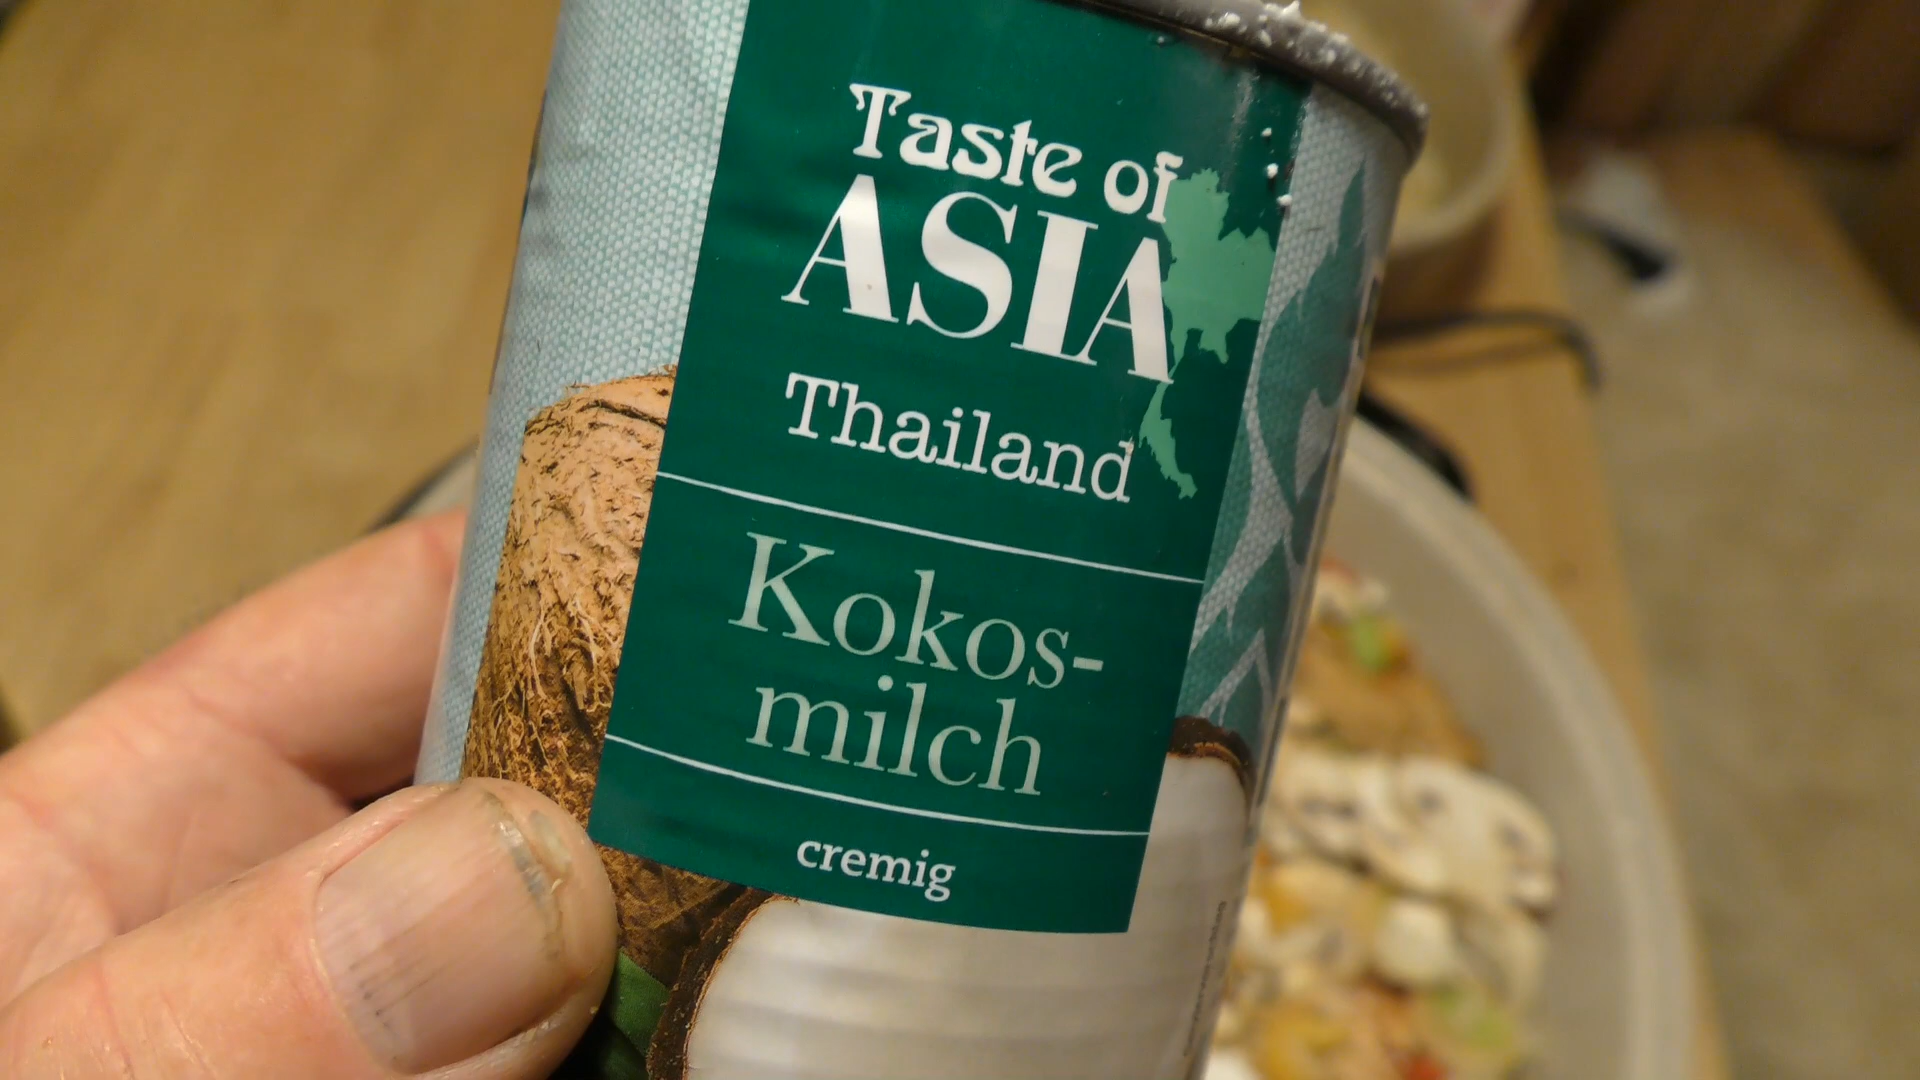 Taste of
ASIA
Thailand
Kokos-
milch
cremig